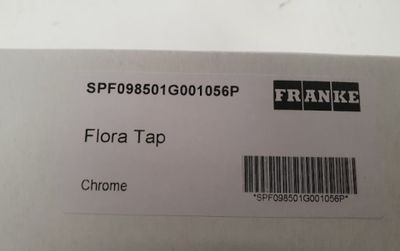 SPF098501G001056P
FRANKE
Flora Tap
Chrome
*SPF098501G001056P*